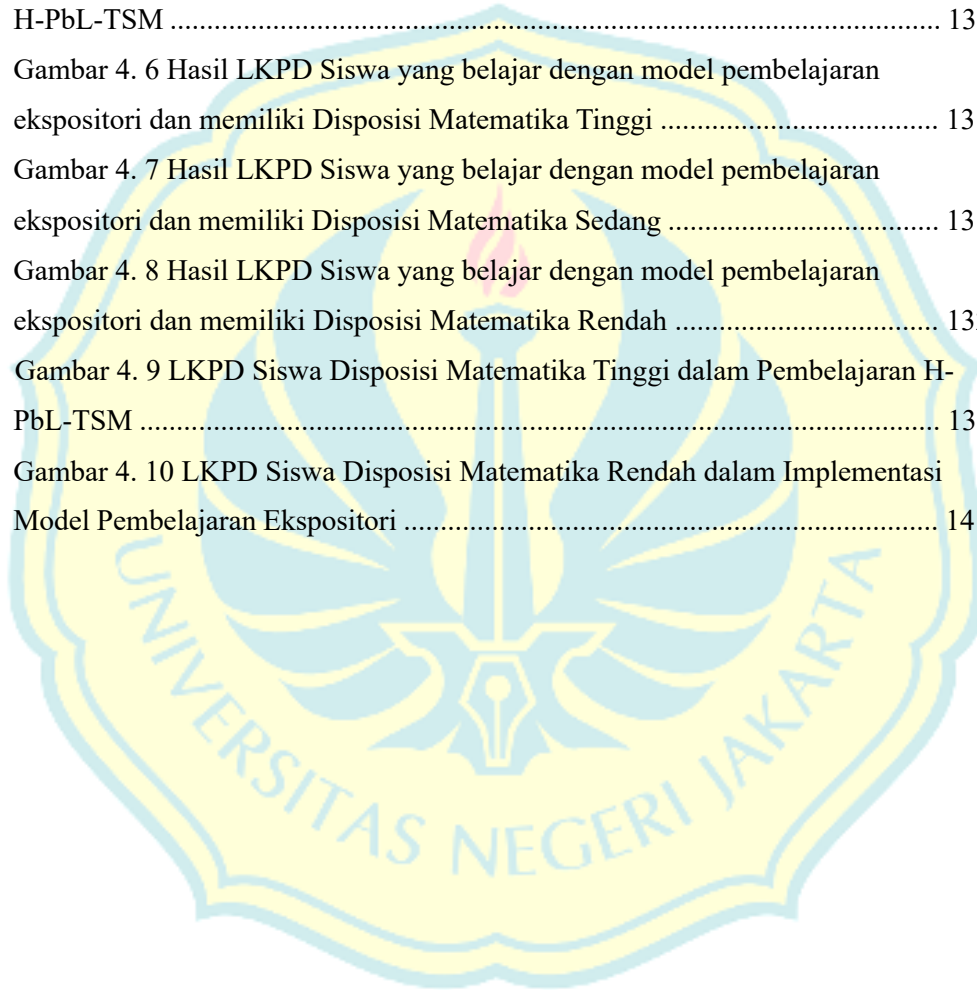 H-PbL-TSM ........................................................................................................ 13
Gambar 4. 6 Hasil LKPD Siswa yang belajar dengan model pembelajaran
ekspositori dan memiliki Disposisi Matematika Tinggi ..................................... 13
Gambar 4. 7 Hasil LKPD Siswa yang belajar dengan model pembelajaran
ekspositori dan memiliki Disposisi Matematika Sedang ..................................... 13
Gambar 4. 8 Hasil LKPD Siswa yang belajar dengan model pembelajaran
ekspositori dan memiliki Disposisi Matematika Rendah ................................... 13
Gambar 4. 9 LKPD Siswa Disposisi Matematika Tinggi dalam Pembelajaran H-
PbL-TSM ............................................................................................................ 13
Gambar 4. 10 LKPD Siswa Disposisi Matematika Rendah dalam Implementasi
Model Pembelajaran Ekspositori ........................................................................ 14
UNIVERSITAS NEGERI JAKARTA